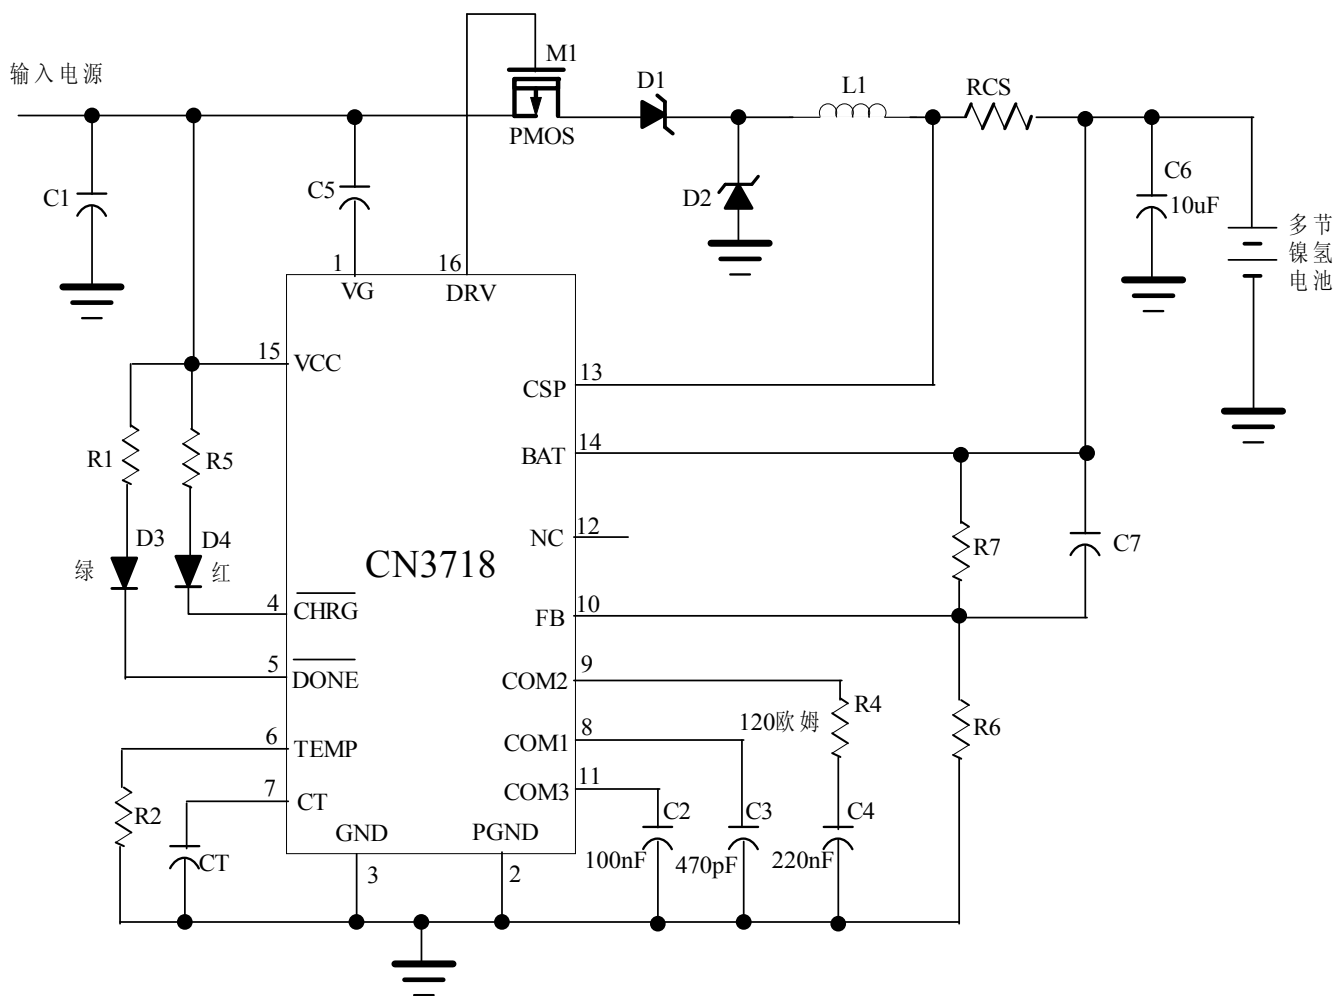 输入电源
M1
PMOS
D1
L1
RCS
C1
C5
D2
C6
10uF
多节
镍氢
电池
1
16
VG
DRV
15
VCC
CSP
13
R1
R5
BAT
14
D3
绿
D4
红
CN3718
NC
12
R7
C7
4
CHRG
FB
10
5
DONE
COM2
9
R4
120欧姆
R6
6
TEMP
COM1
8
7
CT
COM3
11
R2
CT
GND
PGND
C2
100nF
C3
470pF
C4
220nF
3
2